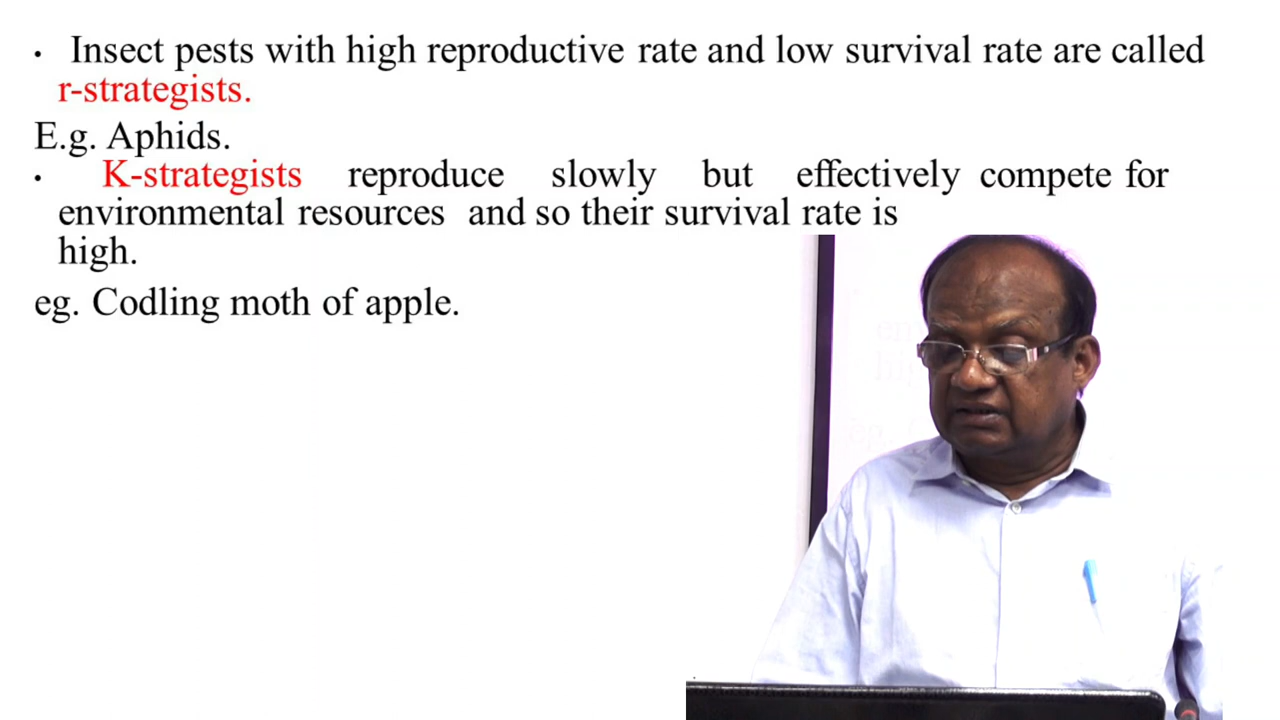 • Insect pests with high reproductive rate and low survival rate are called
r-strategists.
E.g. Aphids.
• K-strategists reproduce slowly but effectively compete for
environmental resources and so their survival rate is
high.
eg. Codling moth of apple.